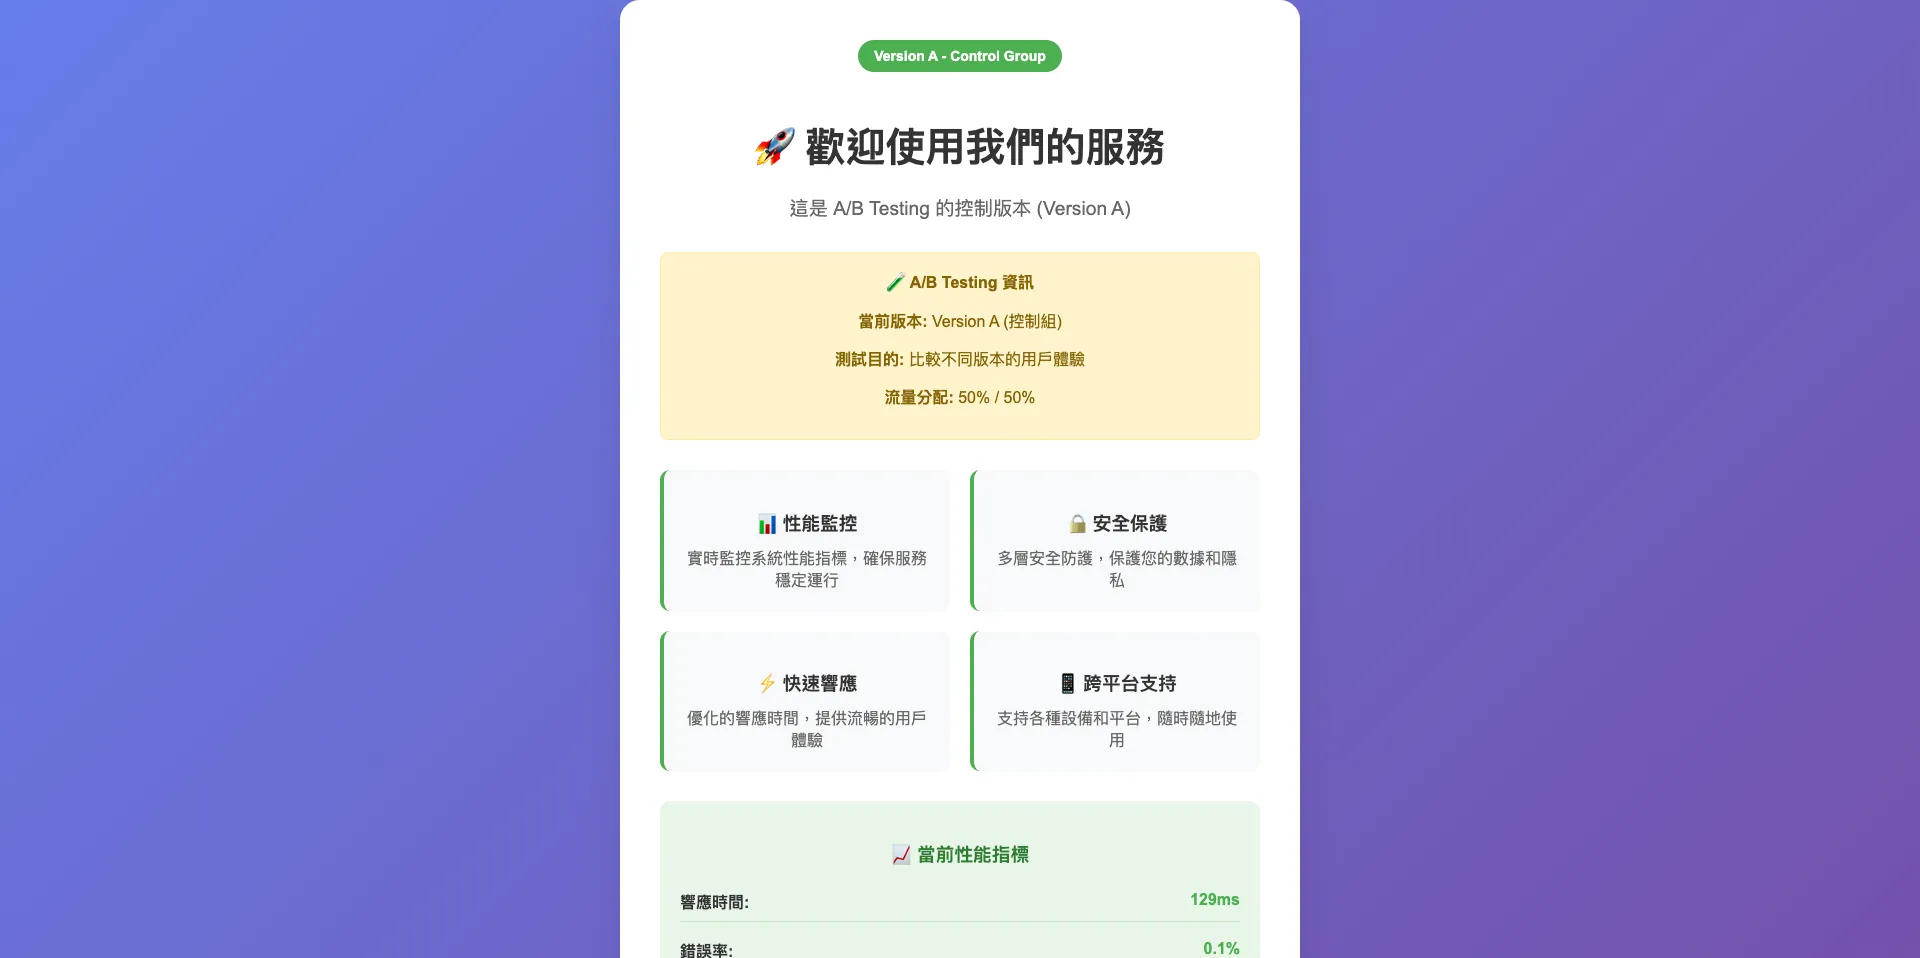 Version A - Control Group
🚀 歡迎使用我們的服務
這是 A/B Testing 的控制版本 (Version A)
🧪 A/B Testing 資訊
當前版本: Version A (控制組)
測試目的: 比較不同版本的用戶體驗
流量分配: 50% / 50%
📊 性能監控
實時監控系統性能指標，確保服務
穩定運行
🔒 安全保護
多層安全防護，保護您的數據和隱
私
⚡ 快速響應
優化的響應時間，提供流暢的用戶
體驗
📱 跨平台支持
支持各種設備和平台，隨時隨地使
用
📈 當前性能指標
響應時間: 129ms
錯誤率: 0.1%